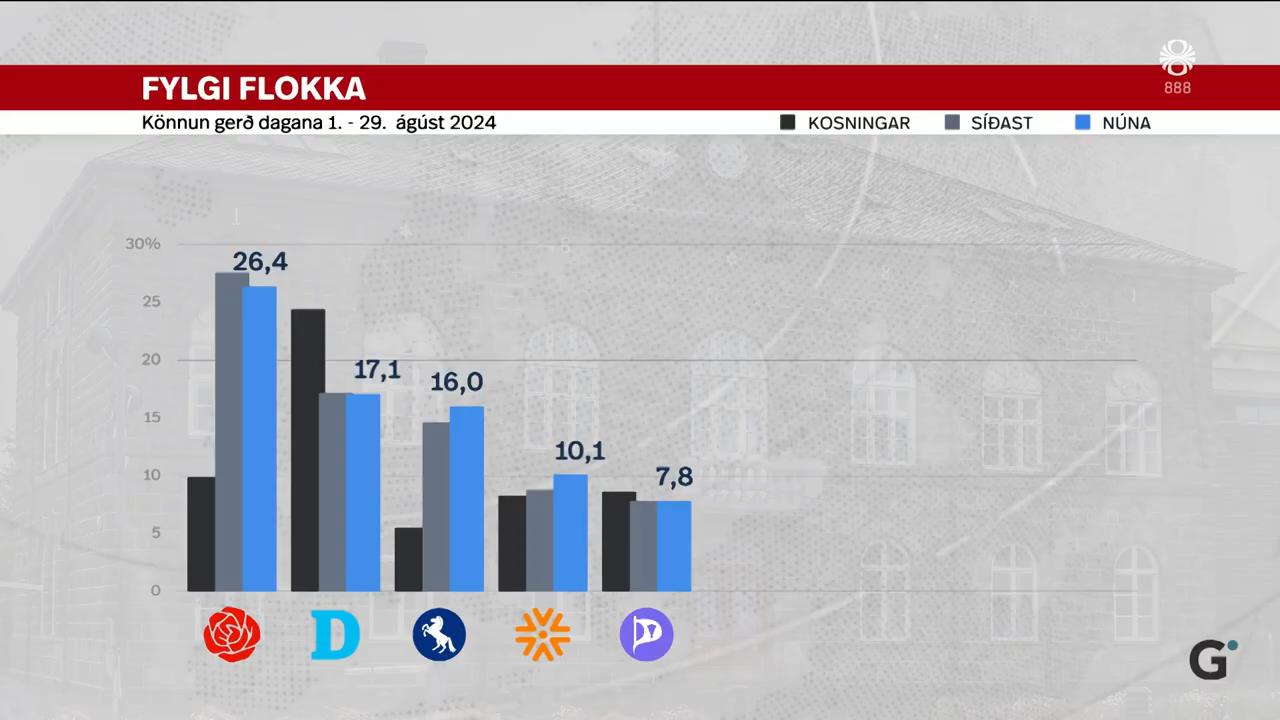 888
FYLGI FLOKKA
Könnun gerð dagana 1. - 29. ágúst 2024
KOSNINGAR SÍÐAST NÚNA
30%
26,4
25
20
17,1
16,0
15
10,1
10
7,8
5
0
D
G